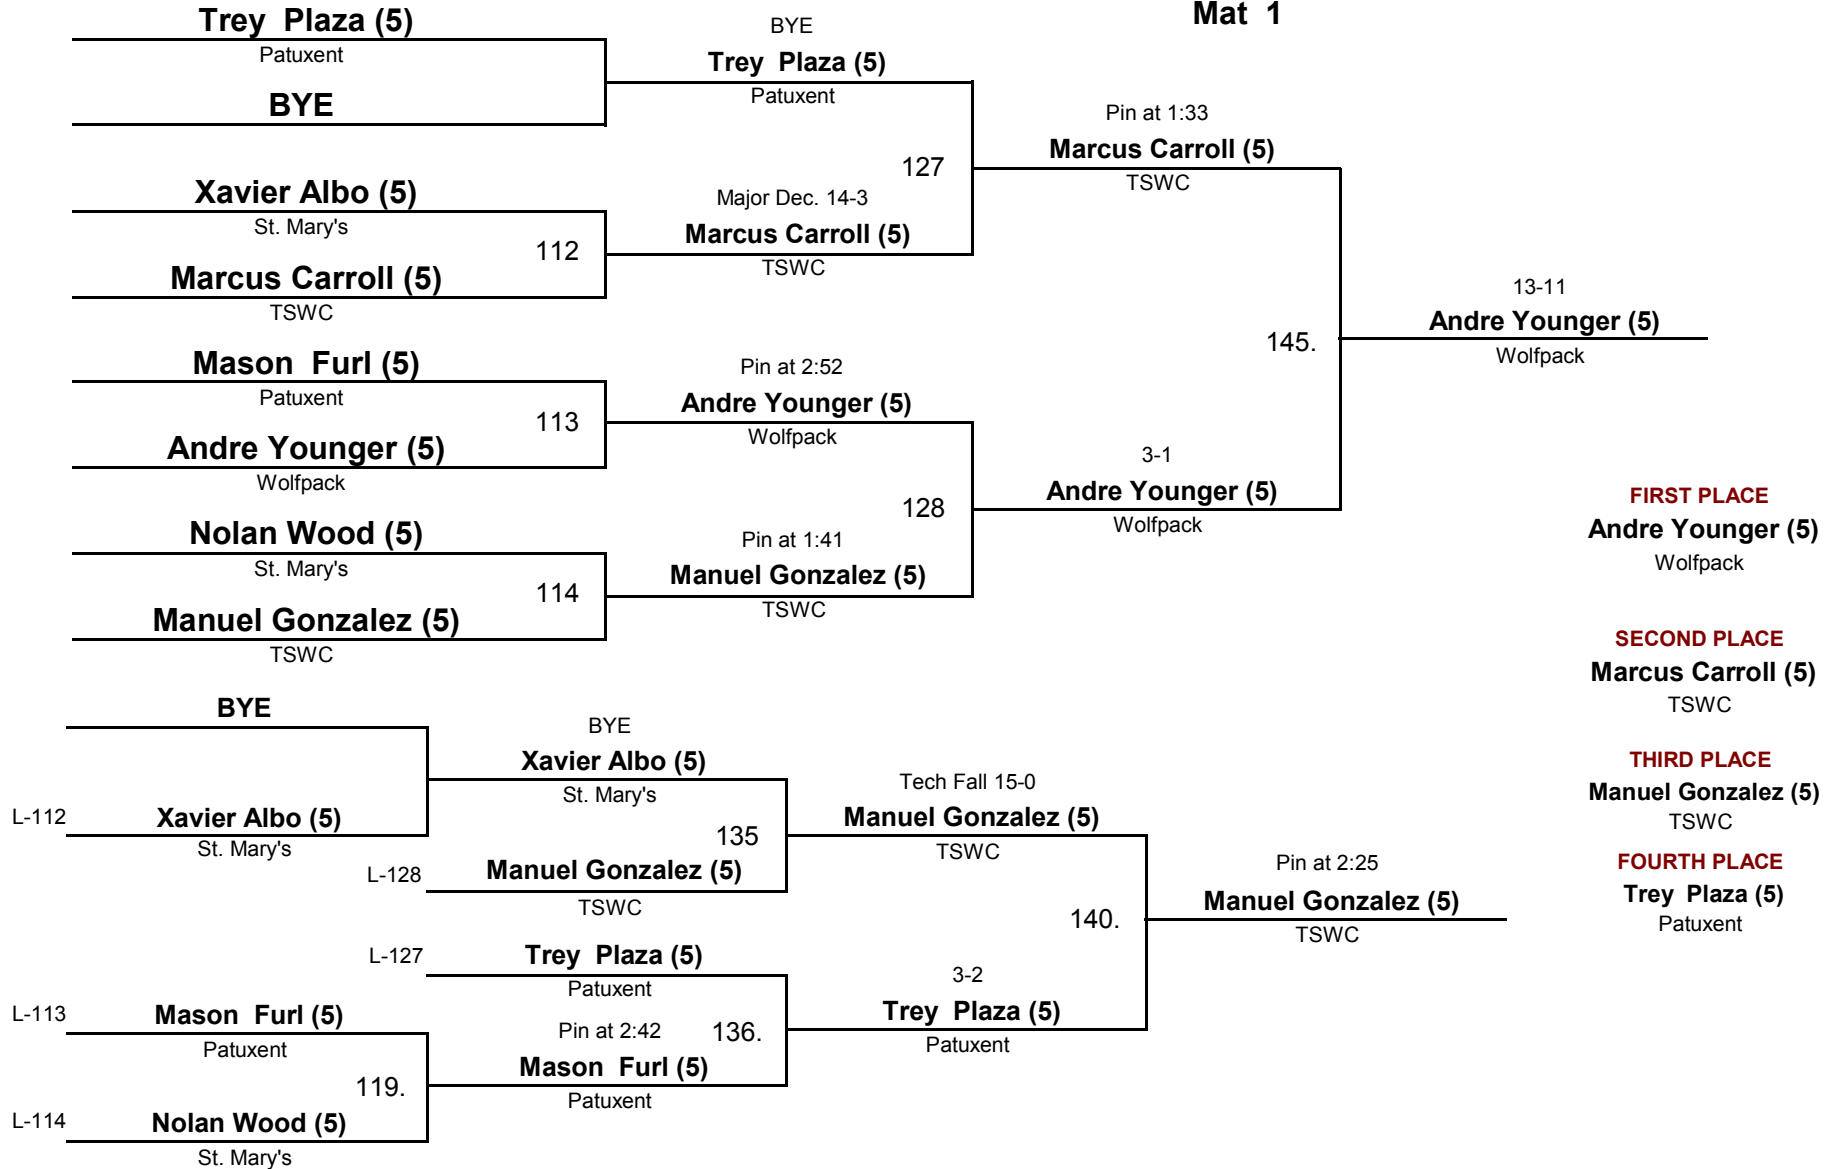 Mat 1
Trey Plaza (5)
Patuxent
BYE
Xavier Albo (5)
St. Mary's
112
Marcus Carroll (5)
TSWC
Mason Furl (5)
Patuxent
113
Andre Younger (5)
Wolfpack
Nolan Wood (5)
St. Mary's
114
Manuel Gonzalez (5)
TSWC
BYE
Trey Plaza (5)
Patuxent
127
Major Dec. 14-3
Marcus Carroll (5)
TSWC
Pin at 2:52
Andre Younger (5)
Wolfpack
128
Pin at 1:41
Manuel Gonzalez (5)
TSWC
Pin at 1:33
Marcus Carroll (5)
TSWC
145.
3-1
Andre Younger (5)
Wolfpack
13-11
Andre Younger (5)
Wolfpack
FIRST PLACE
Andre Younger (5)
Wolfpack
SECOND PLACE
Marcus Carroll (5)
TSWC
THIRD PLACE
Manuel Gonzalez (5)
TSWC
FOURTH PLACE
Trey Plaza (5)
Patuxent
BYE
L-112
Xavier Albo (5)
St. Mary's
L-113
Mason Furl (5)
Patuxent
119.
L-114
Nolan Wood (5)
St. Mary's
BYE
Xavier Albo (5)
St. Mary's
135
L-128
Manuel Gonzalez (5)
TSWC
L-127
Trey Plaza (5)
Patuxent
136.
Pin at 2:42
Mason Furl (5)
Patuxent
Tech Fall 15-0
Manuel Gonzalez (5)
TSWC
140.
3-2
Trey Plaza (5)
Patuxent
Pin at 2:25
Manuel Gonzalez (5)
TSWC